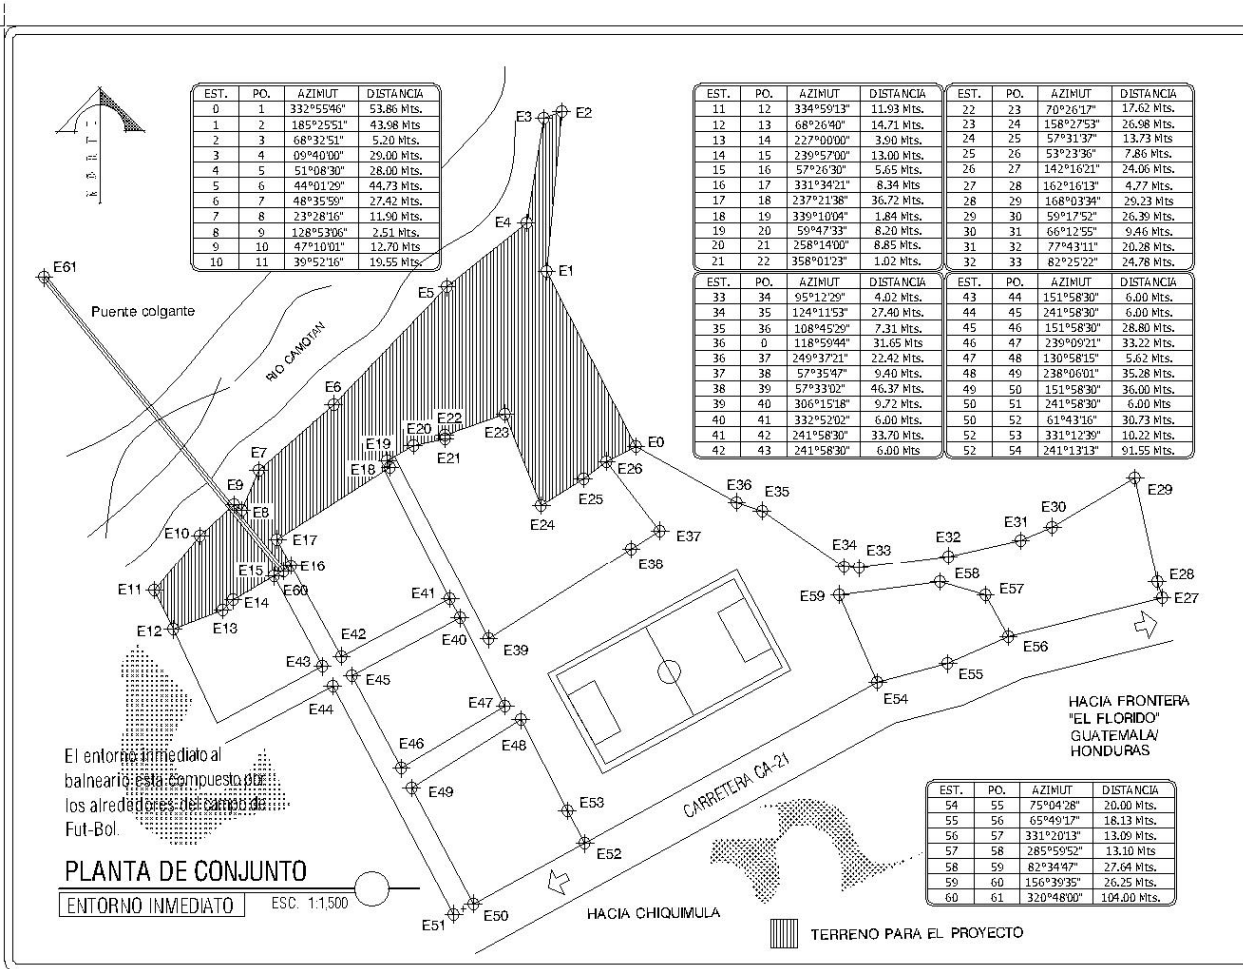 NORTE
EST. PO. AZIMUT DISTANCIA
0 1 332°55'46" 53.86 Mts.
1 2 185°25'51" 43.98 Mts
2 3 68°32'51" 5.20 Mts.
3 4 09°40'00" 29.00 Mts.
4 5 51°08'30" 28.00 Mts.
5 6 44°01'29" 44.73 Mts.
6 7 48°35'59" 27.42 Mts.
7 8 23°28'16" 11.90 Mts.
8 9 128°53'06" 2.51 Mts.
9 10 47°10'01" 12.70 Mts
10 11 39°52'16" 19.55 Mts.
EST. PO. AZIMUT DISTANCIA
11 12 334°59'13" 11.93 Mts.
12 13 68°26'40" 14.71 Mts.
13 14 227°00'00" 3.90 Mts.
14 15 239°57'00" 13.00 Mts.
15 16 57°26'30" 5.65 Mts.
16 17 331°34'21" 8.34 Mts
17 18 237°21'38" 36.72 Mts.
18 19 339°10'04" 1.84 Mts.
19 20 59°47'33" 8.20 Mts.
20 21 258°14'00" 8.85 Mts.
21 22 358°01'23" 1.02 Mts.
EST. PO. AZIMUT DISTANCIA
22 23 70°26'17" 17.62 Mts.
23 24 158°27'53" 26.98 Mts.
24 25 57°31'37" 13.73 Mts
25 26 53°23'36" 7.86 Mts.
26 27 142°16'21" 24.06 Mts.
27 28 162°16'13" 4.77 Mts.
28 29 168°03'34" 29.23 Mts
29 30 59°17'52" 26.39 Mts.
30 31 66°12'55" 9.46 Mts.
31 32 77°43'11" 20.28 Mts.
32 33 82°25'22" 24.78 Mts.
EST. PO. AZIMUT DISTANCIA
33 34 95°12'29" 4.02 Mts.
34 35 124°11'53" 27.40 Mts.
35 36 108°45'29" 7.31 Mts.
36 0 118°59'44" 31.65 Mts
36 37 249°37'21" 22.42 Mts.
37 38 57°35'47" 9.40 Mts.
38 39 57°33'02" 46.37 Mts.
39 40 306°15'18" 9.72 Mts.
40 41 332°52'02" 6.00 Mts.
41 42 241°58'30" 33.70 Mts
42 43 241°58'30" 6.00 Mts
EST. PO. AZIMUT DISTANCIA
43 44 151°58'30" 6.00 Mts.
44 45 241°58'30" 6.00 Mts.
45 46 151°58'30" 28.80 Mts.
46 47 239°09'21" 33.22 Mts.
47 48 130°58'15" 5.62 Mts.
48 49 238°06'01" 35.28 Mts.
49 50 151°58'30" 36.00 Mts.
50 51 241°58'30" 6.00 Mts
50 52 61°43'16" 30.73 Mts.
52 53 331°12'39" 10.22 Mts.
52 54 241°13'13" 91.55 Mts.
E3
E2
E61
E4
E1
Puente colgante
E5
RIO CAMOTAN
E6
E22
E20
E23
E21
E19
E18
E0
E26
E7
E9
E8
E25
E24
E36
E35
E29
E37
E38
E30
E31
E10
E17
E32
E34
E33
E16
E15
E60
E11
E14
E13
E12
E41
E40
E59
E58
E57
E28
E27
E39
E42
E43
E45
E44
E56
E55
E54
E47
E48
E46
E49
HACIA FRONTERA
"EL FLORIDO"
GUATEMALA/
HONDURAS
El entorno inmediato al
balneario esta compuesto por
los alrededores del campo de
Fut-Bol.
CARRETERA CA-21
E53
E52
EST. PO. AZIMUT DISTANCIA
54 55 75°04'28" 20.00 Mts.
55 56 65°49'17" 18.13 Mts.
56 57 331°20'13" 13.09 Mts.
57 58 285°59'52" 13.10 Mts
58 59 82°34'47" 27.64 Mts.
59 60 156°39'35" 26.25 Mts.
60 61 320°48'00" 104.00 Mts.
PLANTA DE CONJUNTO
ENTORNO INMEDIATO
ESC. 1:1,500
E50
E51
HACIA CHIQUIMULA
TERRENO PARA EL PROYECTO